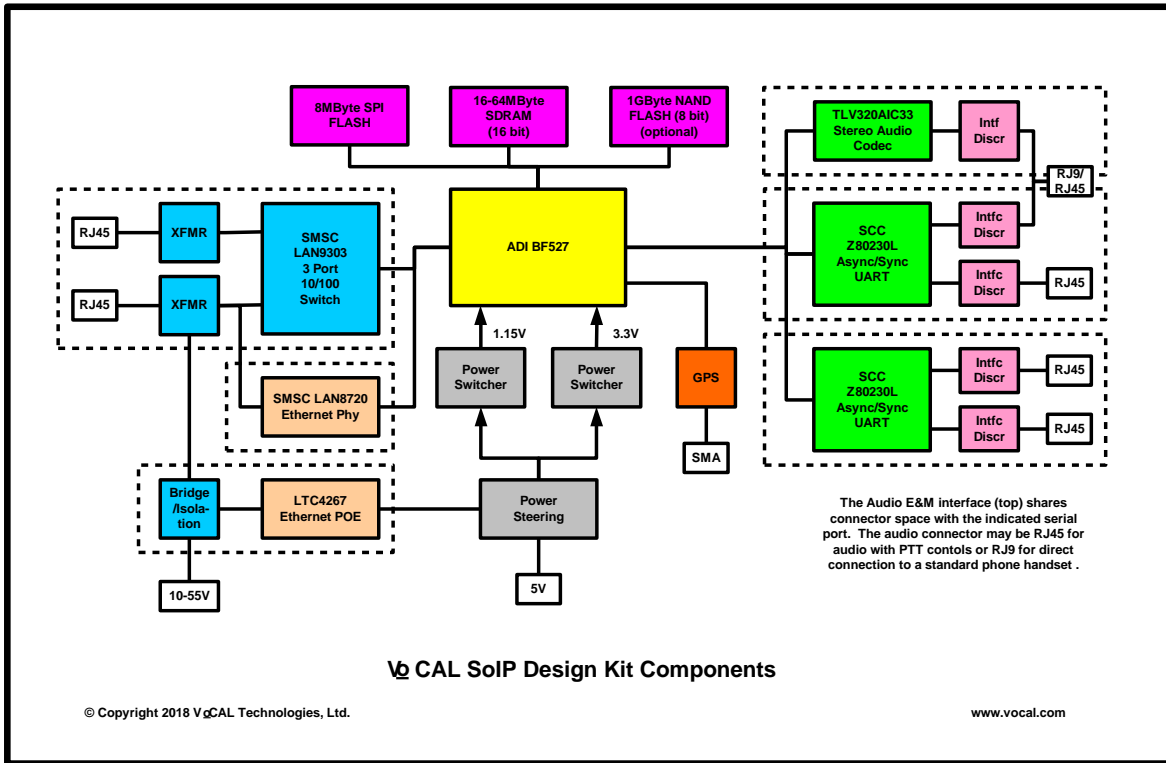 8MByte SPI
FLASH
16-64MByte
SDRAM
(16 bit)
1GByte NAND
FLASH (8 bit)
(optional)
TLV320AIC33
Stereo Audio
Codec
Intf
Discr
RJ9/
RJ45
RJ45
XFMR
SMSC
LAN9303
3 Port
10/100
Switch
RJ45
XFMR
ADI BF527
SCC
Z80230L
Async/Sync
UART
Intfc
Discr
Intfc
Discr
RJ45
1.15V
3.3V
Power
Switcher
Power
Switcher
GPS
SMSC LAN8720
Ethernet Phy
SCC
Z80230L
Async/Sync
UART
Intfc
Discr
RJ45
Intfc
Discr
RJ45
SMA
Bridge
/Isola-
tion
LTC4267
Ethernet POE
Power
Steering
10-55V
5V
The Audio E&M interface (top) shares
connector space with the indicated serial
port. The audio connector may be RJ45 for
audio with PTT contols or RJ9 for direct
connection to a standard phone handset .
Vo CAL SoIP Design Kit Components
© Copyright 2018 VoCAL Technologies, Ltd.
www.vocal.com